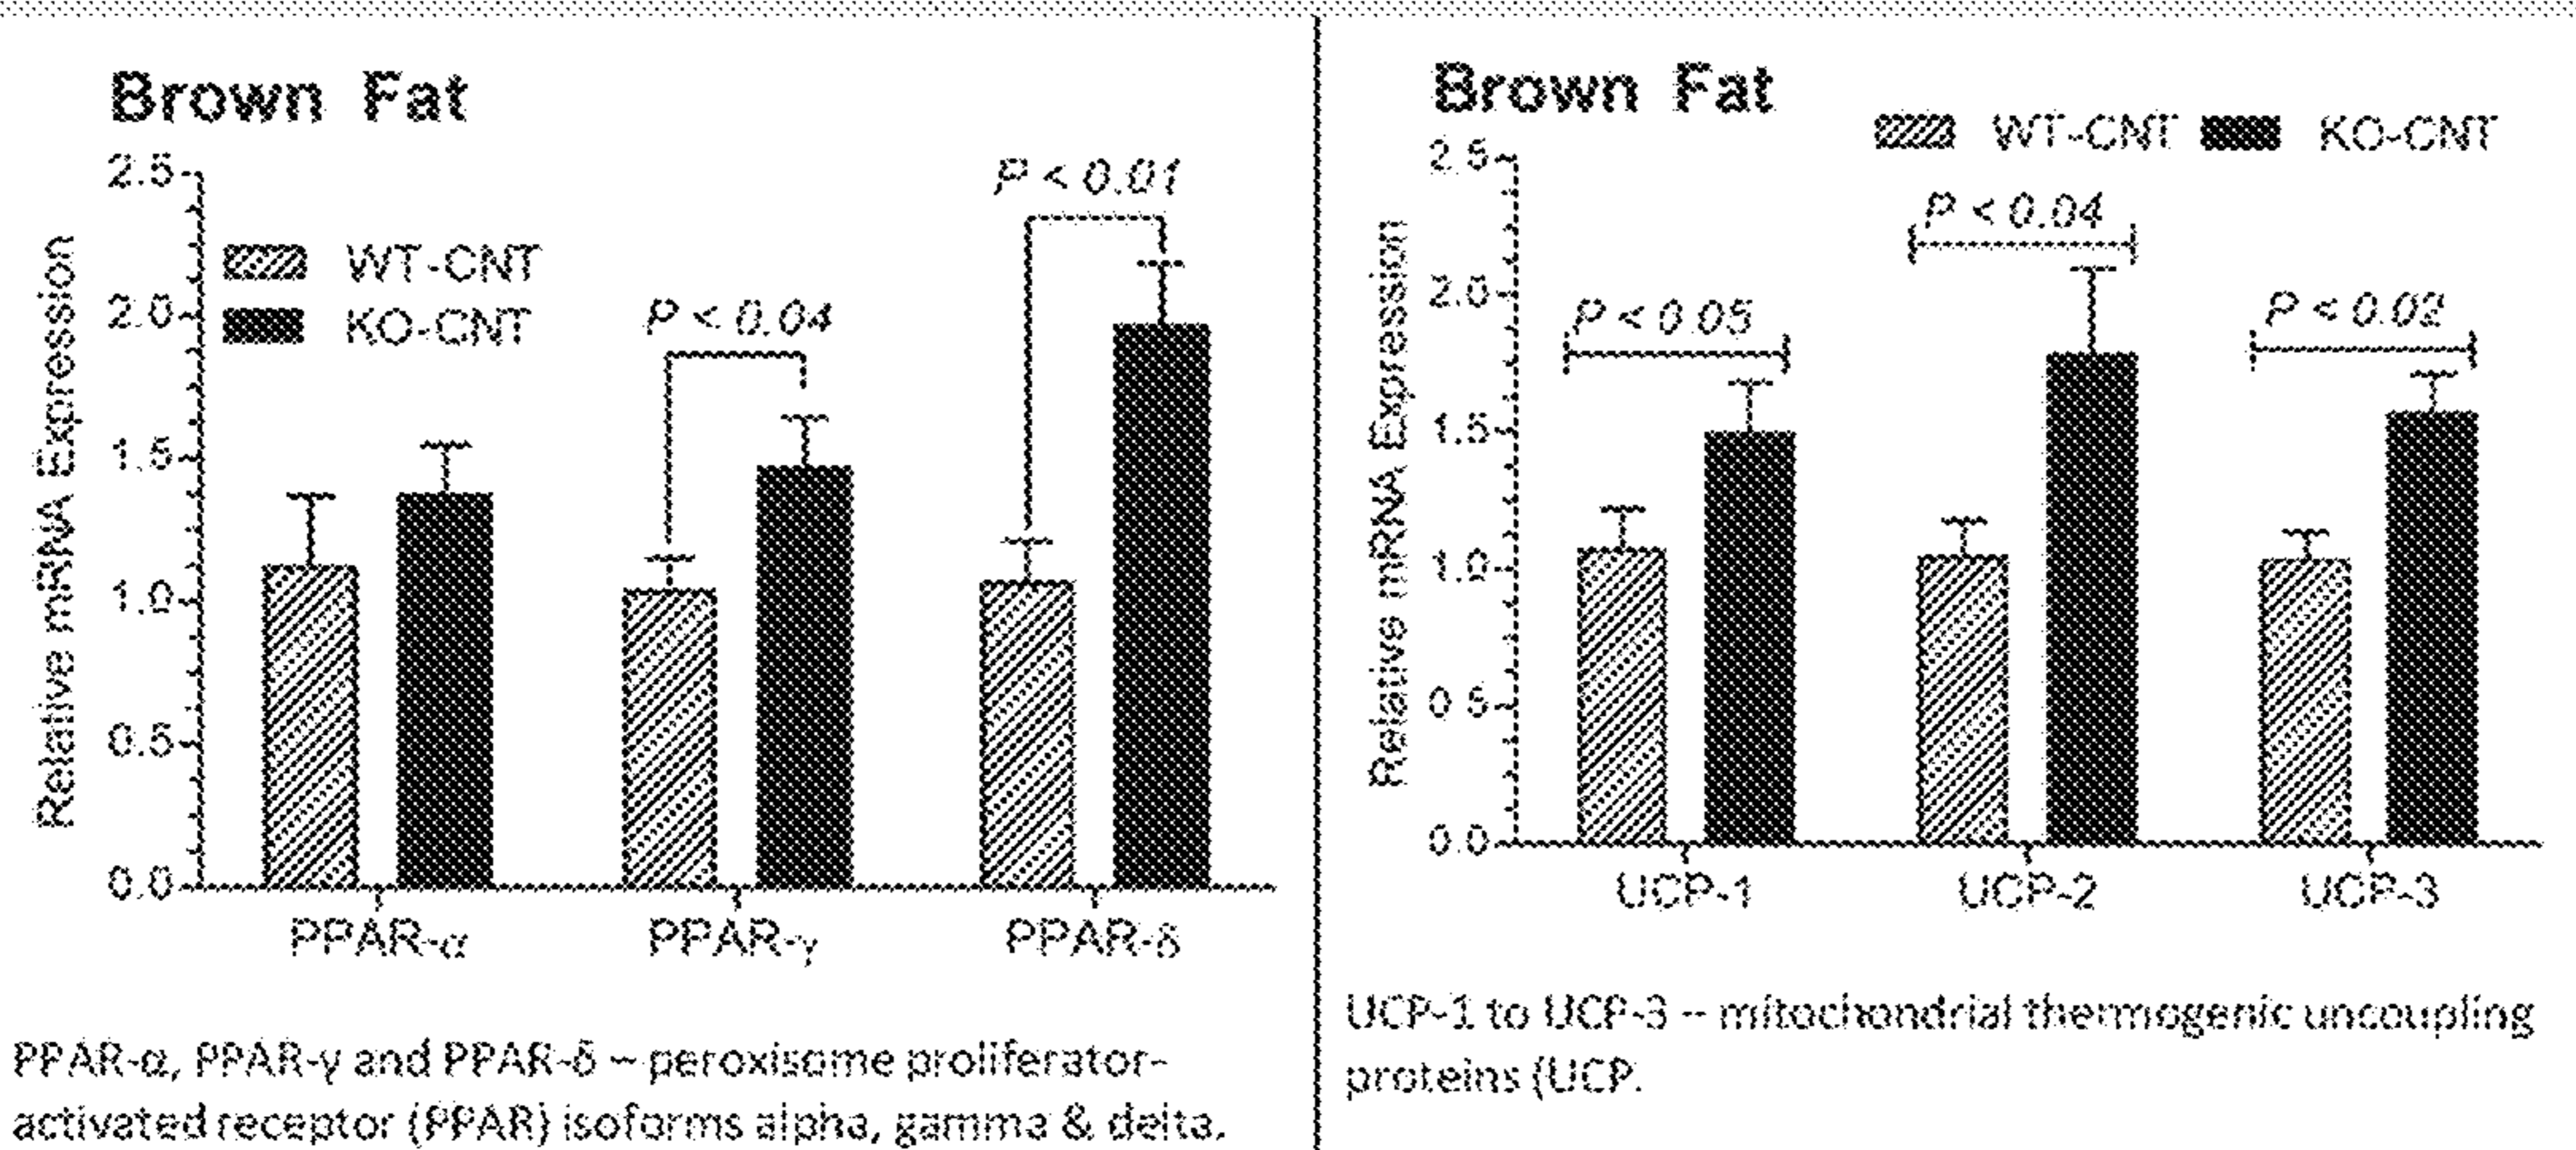 Brown Fat
2.5
2.0
1.5
1.0
0.5
0.0
Relative mRNA Expression
WT-CNT
KO-CNT
P < 0.04
P < 0.01
PPAR-α PPAR-γ PPAR-δ
PPAR-α, PPAR-γ and PPAR-δ – peroxisome proliferator-
activated receptor (PPAR) isoforms alpha, gamma & delta.
Brown Fat
WT-CNT KO-CNT
2.5
2.0
1.5
1.0
0.5
0.0
Relative mRNA Expression
P < 0.05
P < 0.04
P < 0.02
UCP-1 UCP-2 UCP-3
UCP-1 to UCP-3 – mitochondrial thermogenic uncoupling
proteins (UCP.